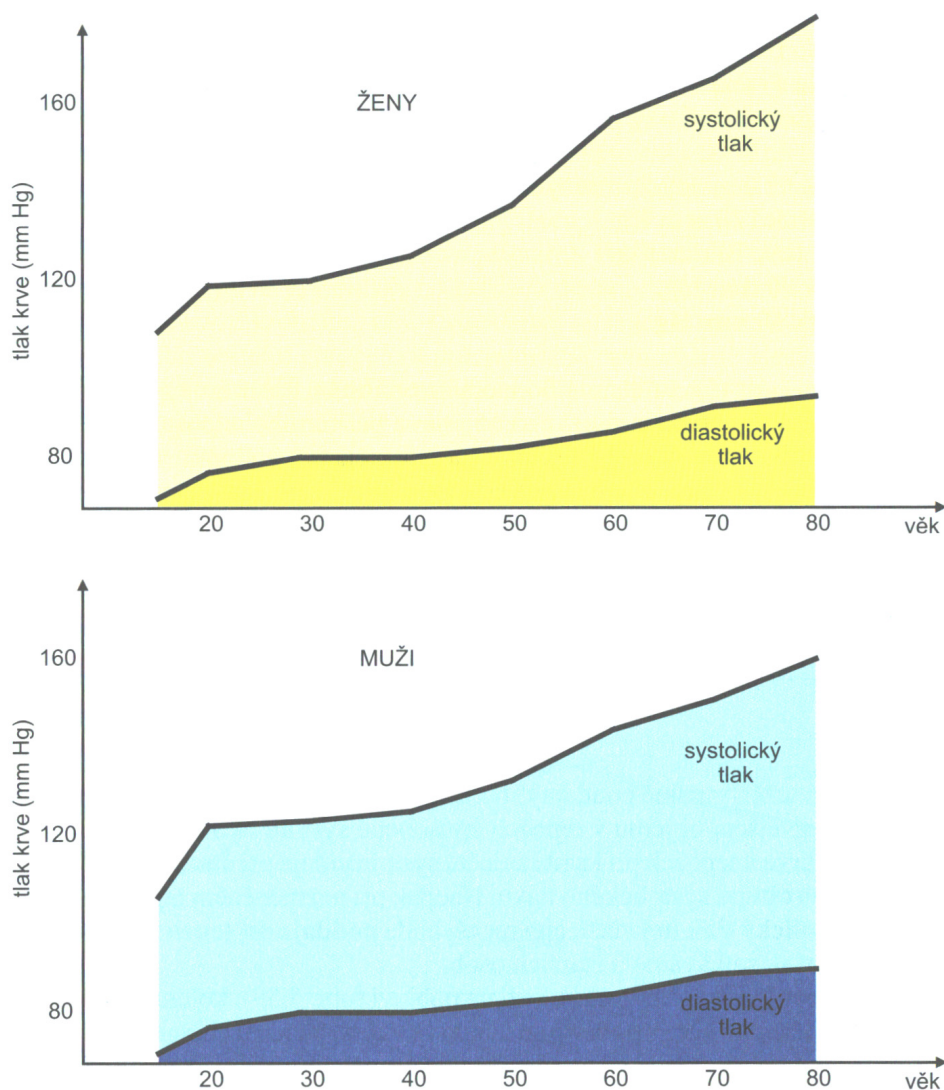 ŽENY
tlak krve (mm Hg)
160
120
80
systolický
tlak
diastolický
tlak
20 30 40 50 60 70 80 věk
MUŽI
tlak krve (mm Hg)
160
120
80
systolický
tlak
diastolický
tlak
20 30 40 50 60 70 80 věk